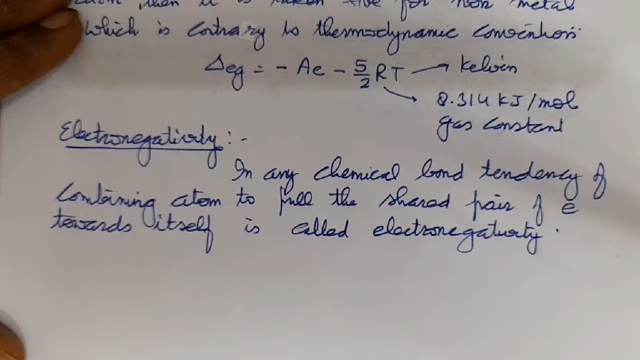 then it is taken +ve for non metal
which is contrary to thermodynamic convention
Δeg = - Ae - 5/2 RT → Kelvin
8.314 KJ/mol
gas constant
Electronegativity:-
In any chemical bond tendency of
combining atom to pull the shared pair of e
towards itself is called electronegativity.